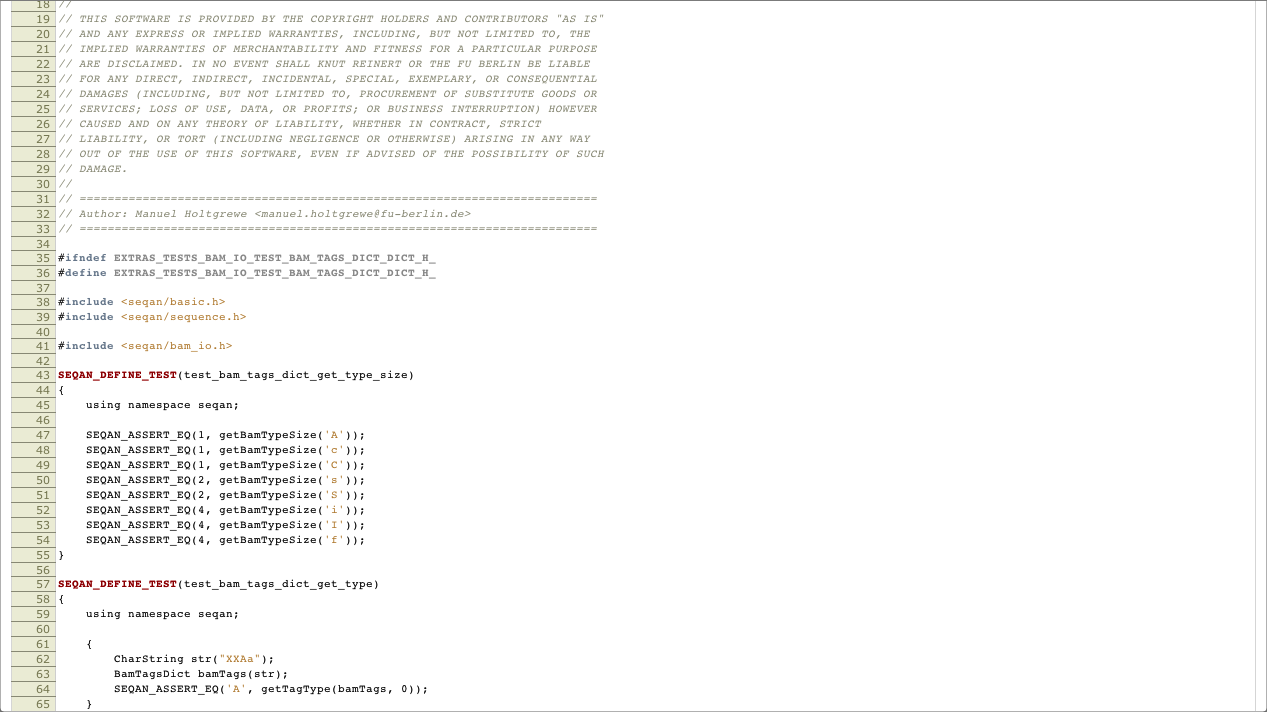 18 //
19 // THIS SOFTWARE IS PROVIDED BY THE COPYRIGHT HOLDERS AND CONTRIBUTORS "AS IS"
20 // AND ANY EXPRESS OR IMPLIED WARRANTIES, INCLUDING, BUT NOT LIMITED TO, THE
21 // IMPLIED WARRANTIES OF MERCHANTABILITY AND FITNESS FOR A PARTICULAR PURPOSE
22 // ARE DISCLAIMED. IN NO EVENT SHALL KNUT REINERT OR THE FU BERLIN BE LIABLE
23 // FOR ANY DIRECT, INDIRECT, INCIDENTAL, SPECIAL, EXEMPLARY, OR CONSEQUENTIAL
24 // DAMAGES (INCLUDING, BUT NOT LIMITED TO, PROCUREMENT OF SUBSTITUTE GOODS OR
25 // SERVICES; LOSS OF USE, DATA, OR PROFITS; OR BUSINESS INTERRUPTION) HOWEVER
26 // CAUSED AND ON ANY THEORY OF LIABILITY, WHETHER IN CONTRACT, STRICT
27 // LIABILITY, OR TORT (INCLUDING NEGLIGENCE OR OTHERWISE) ARISING IN ANY WAY
28 // OUT OF THE USE OF THIS SOFTWARE, EVEN IF ADVISED OF THE POSSIBILITY OF SUCH
29 // DAMAGE.
30 //
31 // ==========================================================================
32 // Author: Manuel Holtgrewe <manuel.holtgrewe@fu-berlin.de>
33 // ==========================================================================
34
35 #ifndef EXTRAS_TESTS_BAM_IO_TEST_BAM_TAGS_DICT_DICT_H_
36 #define EXTRAS_TESTS_BAM_IO_TEST_BAM_TAGS_DICT_DICT_H_
37
38 #include <seqan/basic.h>
39 #include <seqan/sequence.h>
40
41 #include <seqan/bam_io.h>
42
43 SEQAN_DEFINE_TEST(test_bam_tags_dict_get_type_size)
44 {
45     using namespace seqan;
46
47     SEQAN_ASSERT_EQ(1, getBamTypeSize('A'));
48     SEQAN_ASSERT_EQ(1, getBamTypeSize('c'));
49     SEQAN_ASSERT_EQ(1, getBamTypeSize('C'));
50     SEQAN_ASSERT_EQ(2, getBamTypeSize('s'));
51     SEQAN_ASSERT_EQ(2, getBamTypeSize('S'));
52     SEQAN_ASSERT_EQ(4, getBamTypeSize('i'));
53     SEQAN_ASSERT_EQ(4, getBamTypeSize('I'));
54     SEQAN_ASSERT_EQ(4, getBamTypeSize('f'));
55 }
56
57 SEQAN_DEFINE_TEST(test_bam_tags_dict_get_type)
58 {
59     using namespace seqan;
60
61     {
62         CharString str("XXAa");
63         BamTagsDict bamTags(str);
64         SEQAN_ASSERT_EQ('A', getTagType(bamTags, 0));
65     }